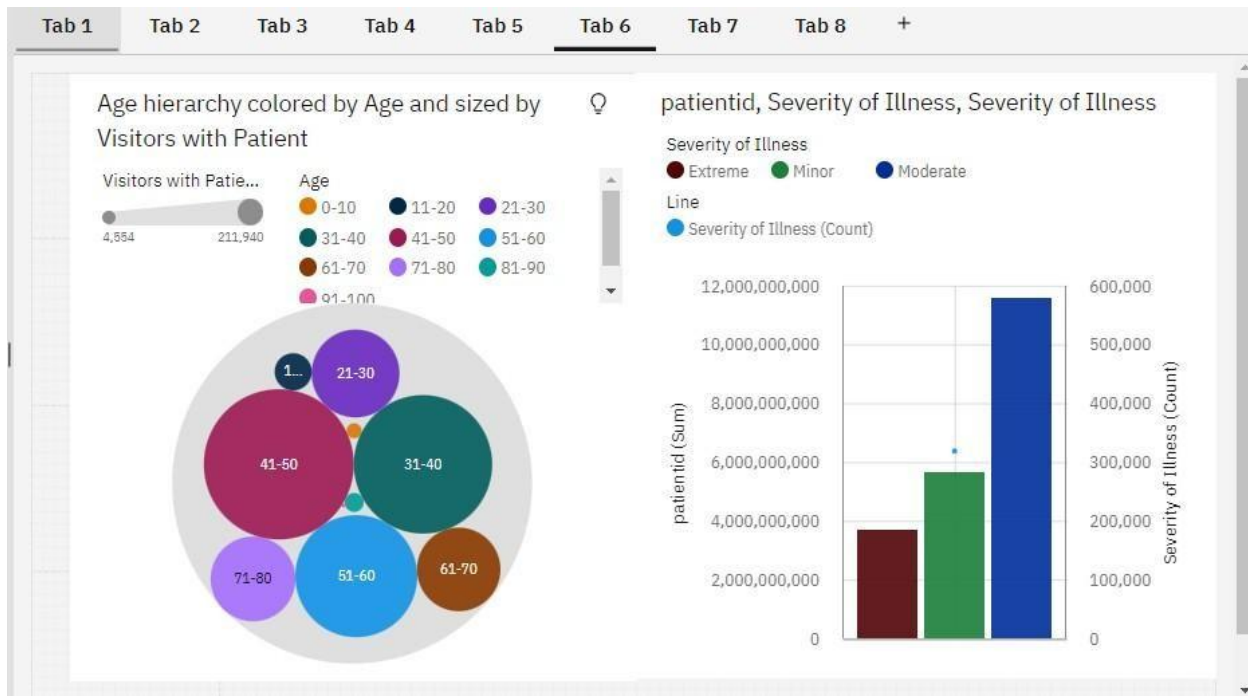 Tab 1 Tab 2 Tab 3 Tab 4 Tab 5 Tab 6 Tab 7 Tab 8 +
Age hierarchy colored by Age and sized by
Visitors with Patient
Visitors with Patie...
4,554 211,940
Age
0-10 11-20 21-30
31-40 41-50 51-60
61-70 71-80 81-90
91-100
1...
21-30
41-50
31-40
71-80
51-60
61-70
patientid, Severity of Illness, Severity of Illness
Severity of Illness
Extreme Minor Moderate
Line
Severity of Illness (Count)
patientid (Sum)
12,000,000,000
10,000,000,000
8,000,000,000
6,000,000,000
4,000,000,000
2,000,000,000
0
600,000
500,000
400,000
300,000
200,000
100,000
0
Severity of Illness (Count)